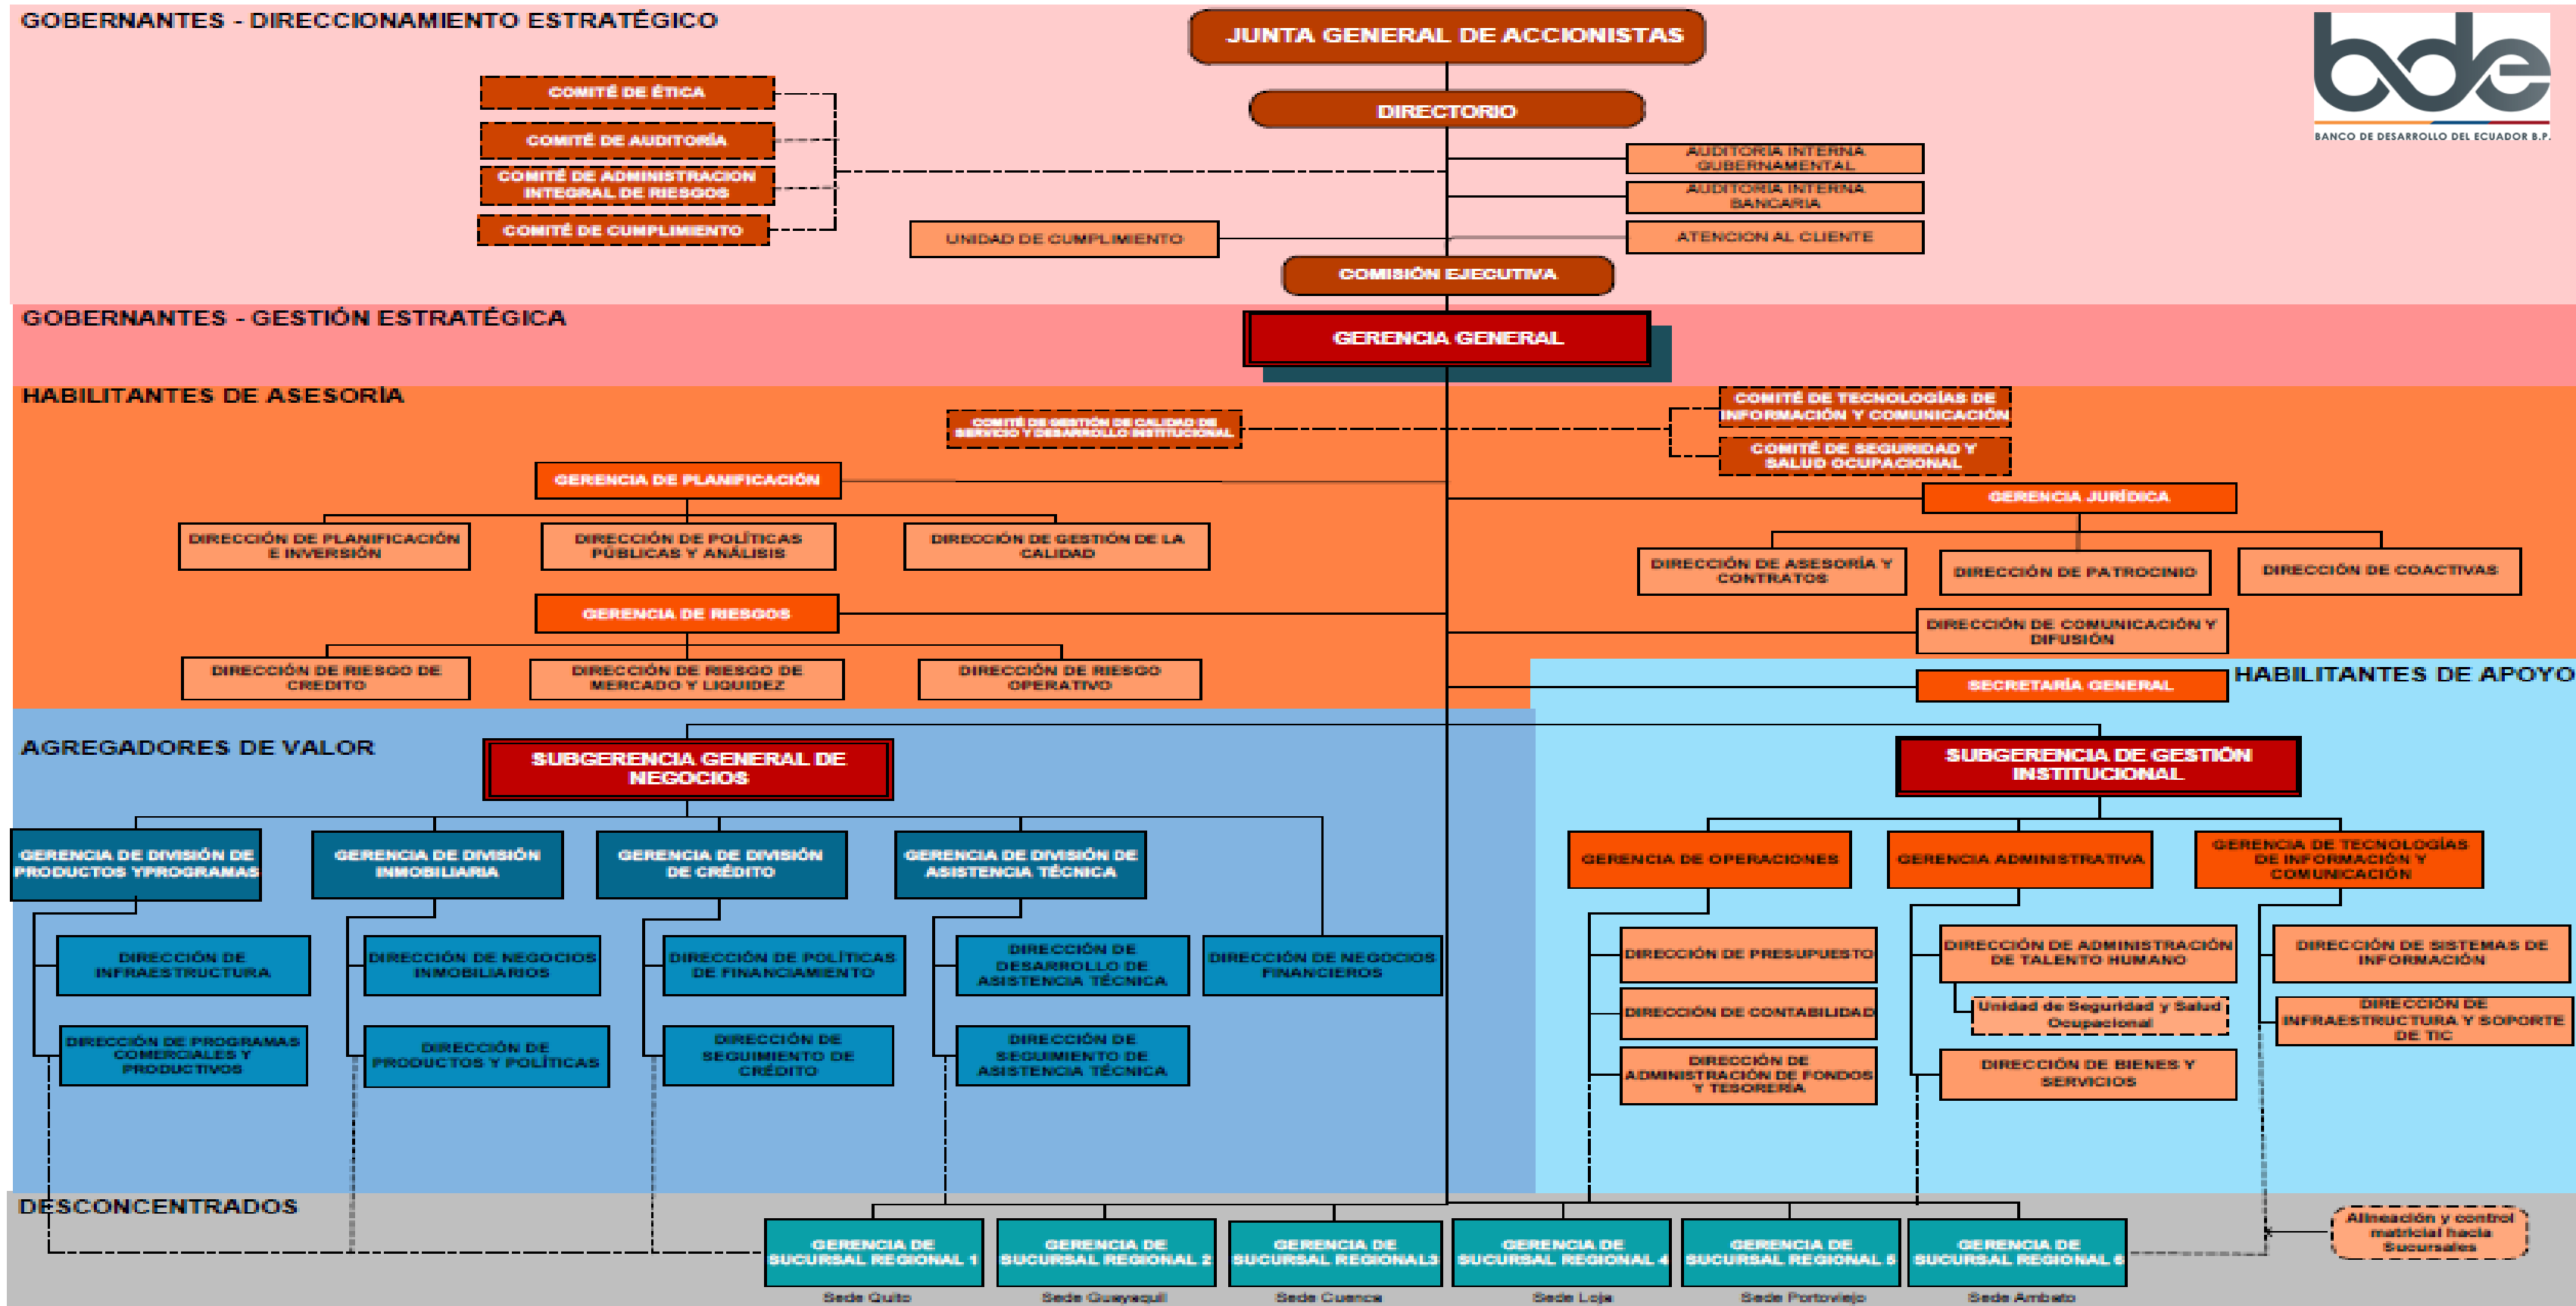 GOBERNANTES - DIRECCIONAMIENTO ESTRATÉGICO
JUNTA GENERAL DE ACCIONISTAS
bde
BANCO DE DESARROLLO DEL ECUADOR B.P.
DIRECTORIO
COMITÉ DE ÉTICA
COMITÉ DE AUDITORÍA
COMITÉ DE ADMINISTRACION
INTEGRAL DE RIESGOS
COMITÉ DE CUMPLIMIENTO
AUDITORÍA INTERNA
GUBERNAMENTAL
AUDITORÍA INTERNA
BANCARIA
UNIDAD DE CUMPLIMIENTO
ATENCION AL CLIENTE
COMISIÓN EJECUTIVA
GOBERNANTES - GESTIÓN ESTRATÉGICA
GERENCIA GENERAL
HABILITANTES DE ASESORÍA
COMITÉ DE GESTIÓN DE CALIDAD DE
SERVICIO Y DESARROLLO INSTITUCIONAL
COMITÉ DE TECNOLOGÍAS DE
INFORMACIÓN Y COMUNICACIÓN
COMITÉ DE SEGURIDAD Y
SALUD OCUPACIONAL
GERENCIA DE PLANIFICACIÓN
DIRECCIÓN DE PLANIFICACIÓN
E INVERSIÓN
DIRECCIÓN DE POLÍTICAS
PÚBLICAS Y ANÁLISIS
DIRECCIÓN DE GESTIÓN DE LA
CALIDAD
GERENCIA JURÍDICA
DIRECCIÓN DE ASESORÍA Y
CONTRATOS
DIRECCIÓN DE PATROCINIO
DIRECCIÓN DE COACTIVAS
GERENCIA DE RIESGOS
DIRECCIÓN DE RIESGO DE
CREDITO
DIRECCIÓN DE RIESGO DE
MERCADO Y LIQUIDEZ
DIRECCIÓN DE RIESGO
OPERATIVO
DIRECCIÓN DE COMUNICACIÓN Y
DIFUSIÓN
SECRETARÍA GENERAL
HABILITANTES DE APOYO
AGREGADORES DE VALOR
SUBGERENCIA GENERAL DE
NEGOCIOS
SUBGERENCIA DE GESTIÓN
INSTITUCIONAL
GERENCIA DE DIVISIÓN DE
PRODUCTOS YPROGRAMAS
GERENCIA DE DIVISIÓN
INMOBILIARIA
GERENCIA DE DIVISIÓN
DE CRÉDITO
GERENCIA DE DIVISIÓN DE
ASISTENCIA TÉCNICA
GERENCIA DE OPERACIONES
GERENCIA ADMINISTRATIVA
GERENCIA DE TECNOLOGÍAS
DE INFORMACIÓN Y
COMUNICACIÓN
DIRECCIÓN DE
INFRAESTRUCTURA
DIRECCIÓN DE NEGOCIOS
INMOBILIARIOS
DIRECCIÓN DE POLÍTICAS
DE FINANCIAMIENTO
DIRECCIÓN DE
DESARROLLO DE
ASISTENCIA TÉCNICA
DIRECCIÓN DE NEGOCIOS
FINANCIEROS
DIRECCIÓN DE PRESUPUESTO
DIRECCIÓN DE ADMINISTRACIÓN
DE TALENTO HUMANO
DIRECCIÓN DE SISTEMAS DE
INFORMACIÓN
DIRECCIÓN DE PROGRAMAS
COMERCIALES Y
PRODUCTIVOS
DIRECCIÓN DE
PRODUCTOS Y POLÍTICAS
DIRECCIÓN DE
SEGUIMIENTO DE
CRÉDITO
DIRECCIÓN DE
SEGUIMIENTO DE
ASISTENCIA TÉCNICA
DIRECCIÓN DE CONTABILIDAD
Unidad de Seguridad y Salud
Ocupacional
DIRECCIÓN DE
INFRAESTRUCTURA Y SOPORTE
DE TIC
DIRECCIÓN DE
ADMINISTRACIÓN DE FONDOS
Y TESORERÍA
DIRECCIÓN DE BIENES Y
SERVICIOS
DESCONCENTRADOS
GERENCIA DE
SUCURSAL REGIONAL 1
GERENCIA DE
SUCURSAL REGIONAL 2
GERENCIA DE
SUCURSAL REGIONAL3
GERENCIA DE
SUCURSAL REGIONAL 4
GERENCIA DE
SUCURSAL REGIONAL 5
GERENCIA DE
SUCURSAL REGIONAL 6
Alineación y control
matricial hacia
Sucursales
Sede Quito
Sede Guayaquil
Sede Cuenca
Sede Loja
Sede Portoviejo
Sede Ambato